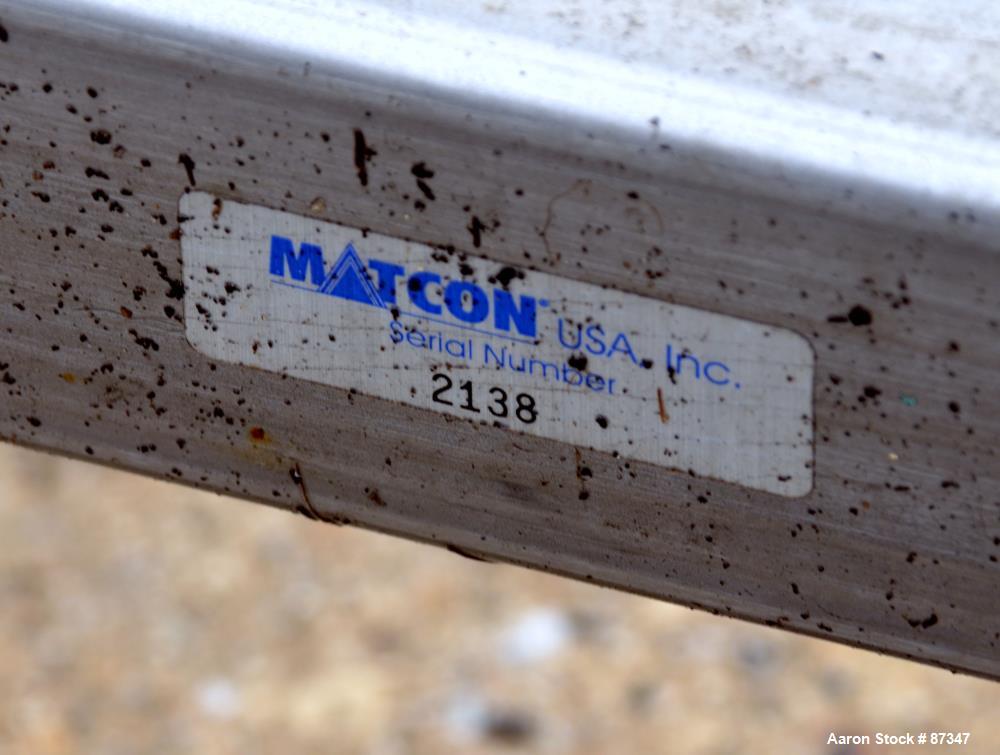 MATCON USA, Inc.
Serial Number
2138
Aaron Stock # 87347